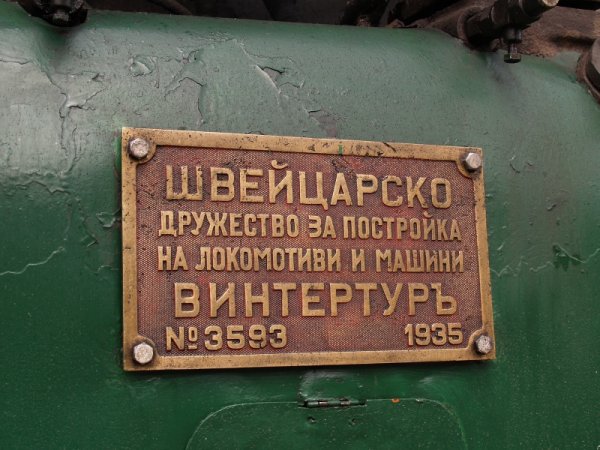 ШВЕЙЦАРСКО
ДРУЖЕСТВО ЗА ПОСТРОЙКА
НА ЛОКОМОТИВИ И МАШИНИ
ВИНТЕРТУРЪ
№3593 1935